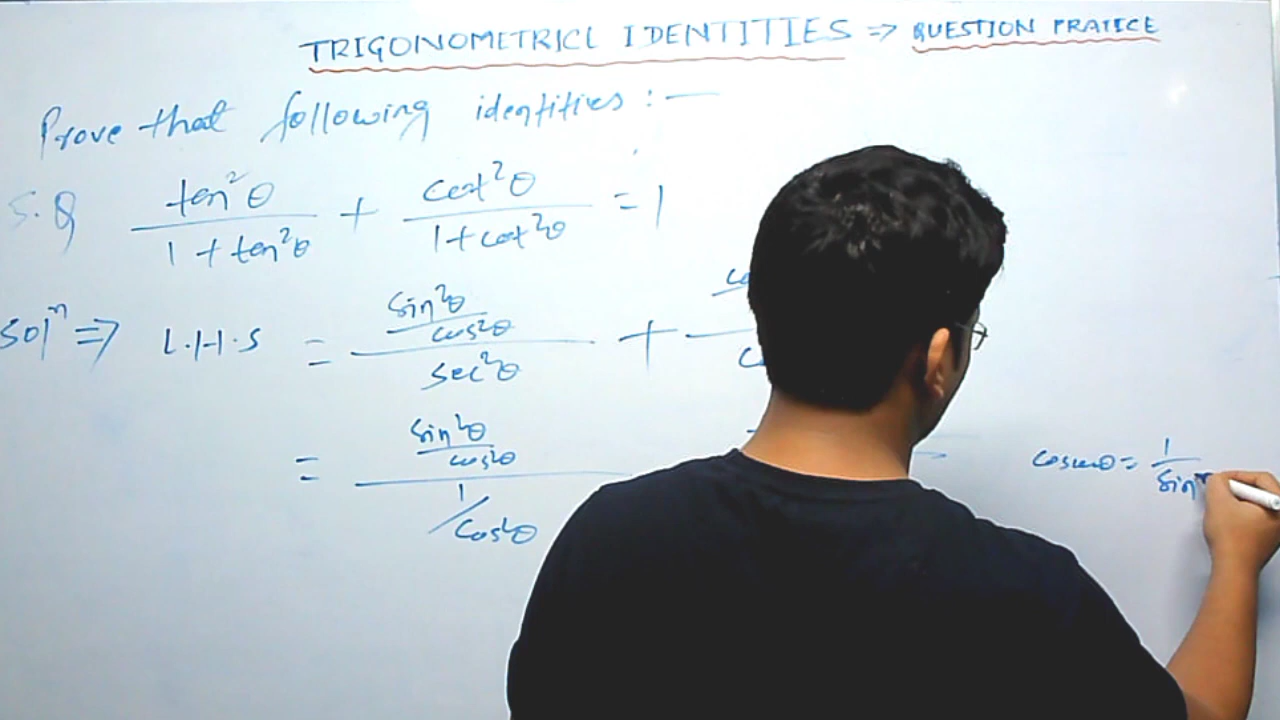 TRIGONOMETRICL IDENTITIES => QUESTION PRATICE
Prove that following identities :-
5.Q tan²θ / 1 + tan²θ + cot²θ / 1 + cot²θ = 1
Solⁿ => L.H.S = sin²θ/cos²θ / sec²θ +
= sin²θ/cos²θ / 1/cos²θ
cosecθ = 1/sin